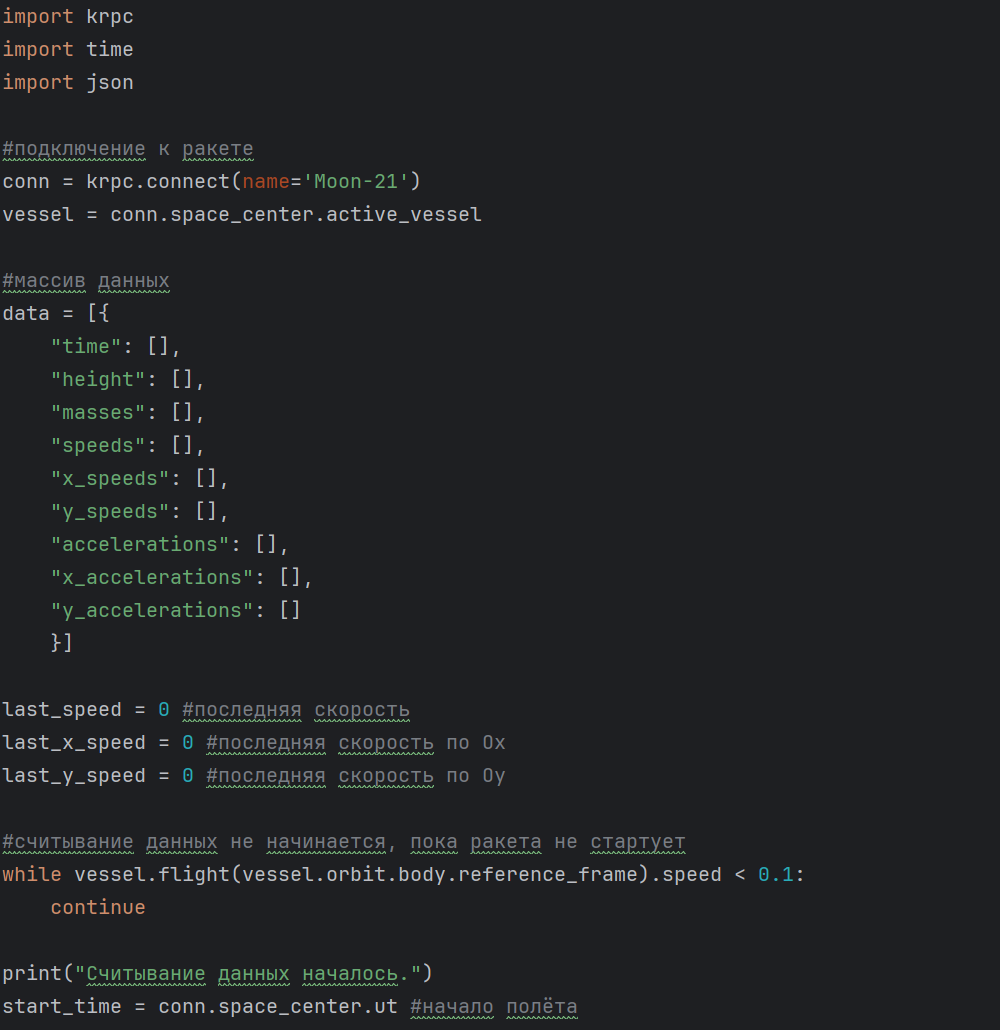 import krpc
import time
import json
#подключение к ракете
conn = krpc.connect(name='Moon-21')
vessel = conn.space_center.active_vessel
#массив данных
data = [{
    "time": [],
    "height": [],
    "masses": [],
    "speeds": [],
    "x_speeds": [],
    "y_speeds": [],
    "accelerations": [],
    "x_accelerations": [],
    "y_accelerations": []
    }]
last_speed = 0 #последняя скорость
last_x_speed = 0 #последняя скорость по Ox
last_y_speed = 0 #последняя скорость по Oy
#считывание данных не начинается, пока ракета не стартует
while vessel.flight(vessel.orbit.body.reference_frame).speed < 0.1:
    continue
print("Считывание данных началось.")
start_time = conn.space_center.ut #начало полёта